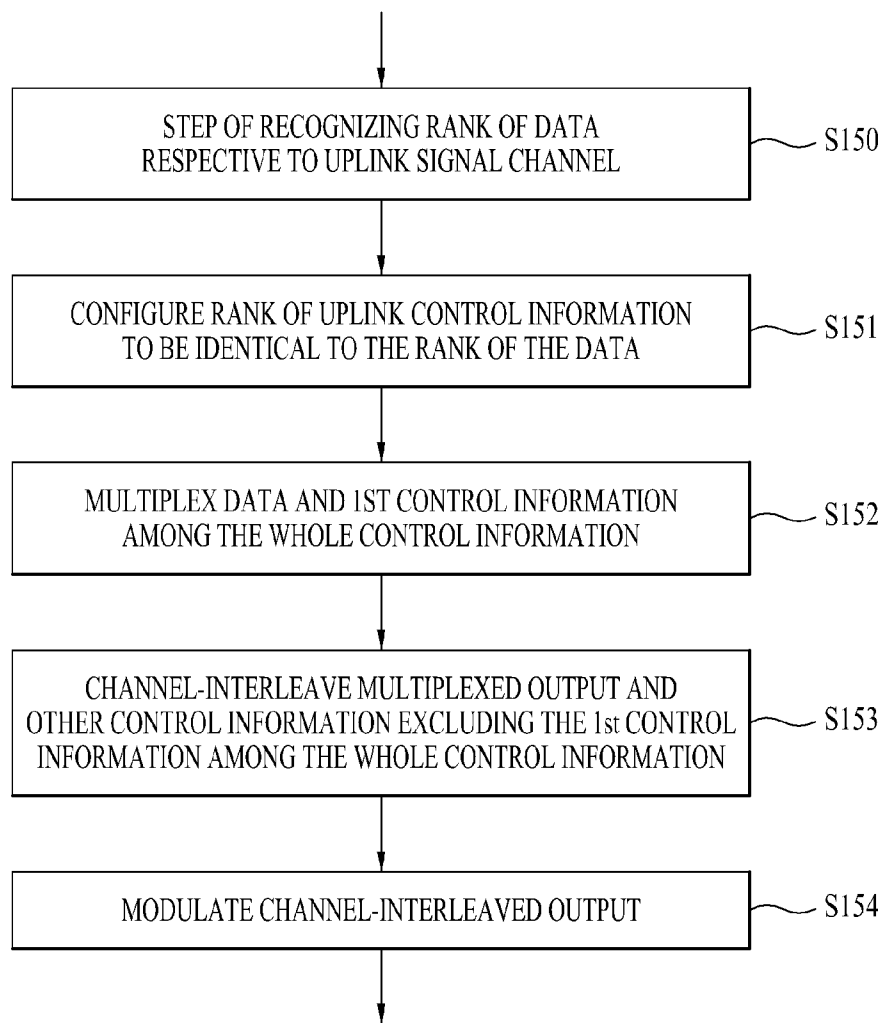 STEP OF RECOGNIZING RANK OF DATA
RESPECTIVE TO UPLINK SIGNAL CHANNEL
S150
CONFIGURE RANK OF UPLINK CONTROL INFORMATION
TO BE IDENTICAL TO THE RANK OF THE DATA
S151
MULTIPLEX DATA AND 1ST CONTROL INFORMATION
AMONG THE WHOLE CONTROL INFORMATION
S152
CHANNEL-INTERLEAVE MULTIPLEXED OUTPUT AND
OTHER CONTROL INFORMATION EXCLUDING THE 1st CONTROL
INFORMATION AMONG THE WHOLE CONTROL INFORMATION
S153
MODULATE CHANNEL-INTERLEAVED OUTPUT
S154